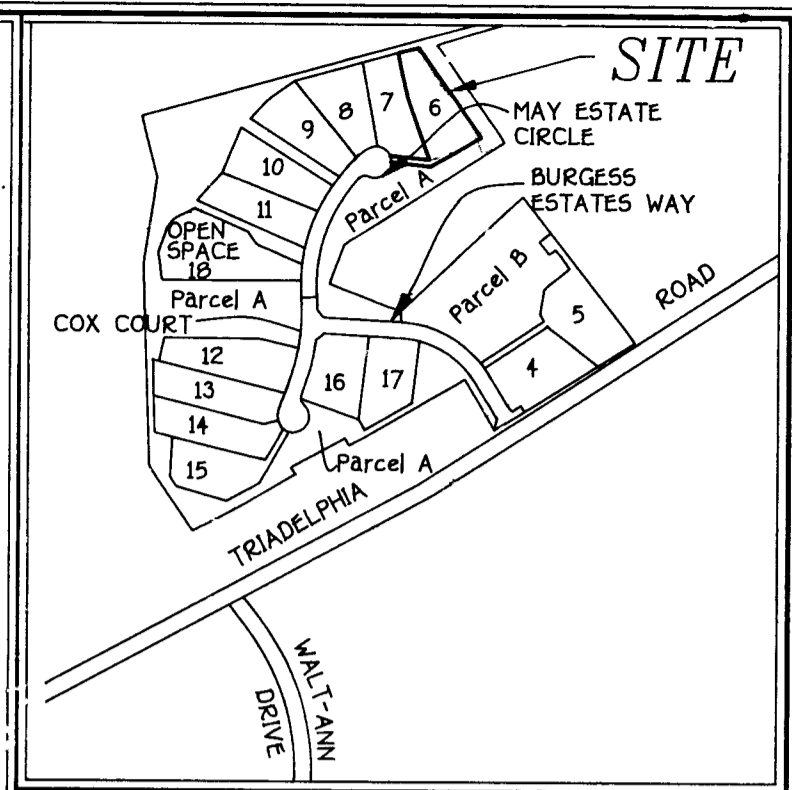 SITE
MAY ESTATE
CIRCLE
BURGESS
ESTATES WAY
6
7
8
9
10
11
Parcel A
OPEN
SPACE
18
Parcel A
COX COURT
Parcel B
5
4
ROAD
12
13
14
15
16
17
Parcel A
TRIADELPHIA
WALT-ANN
DRIVE